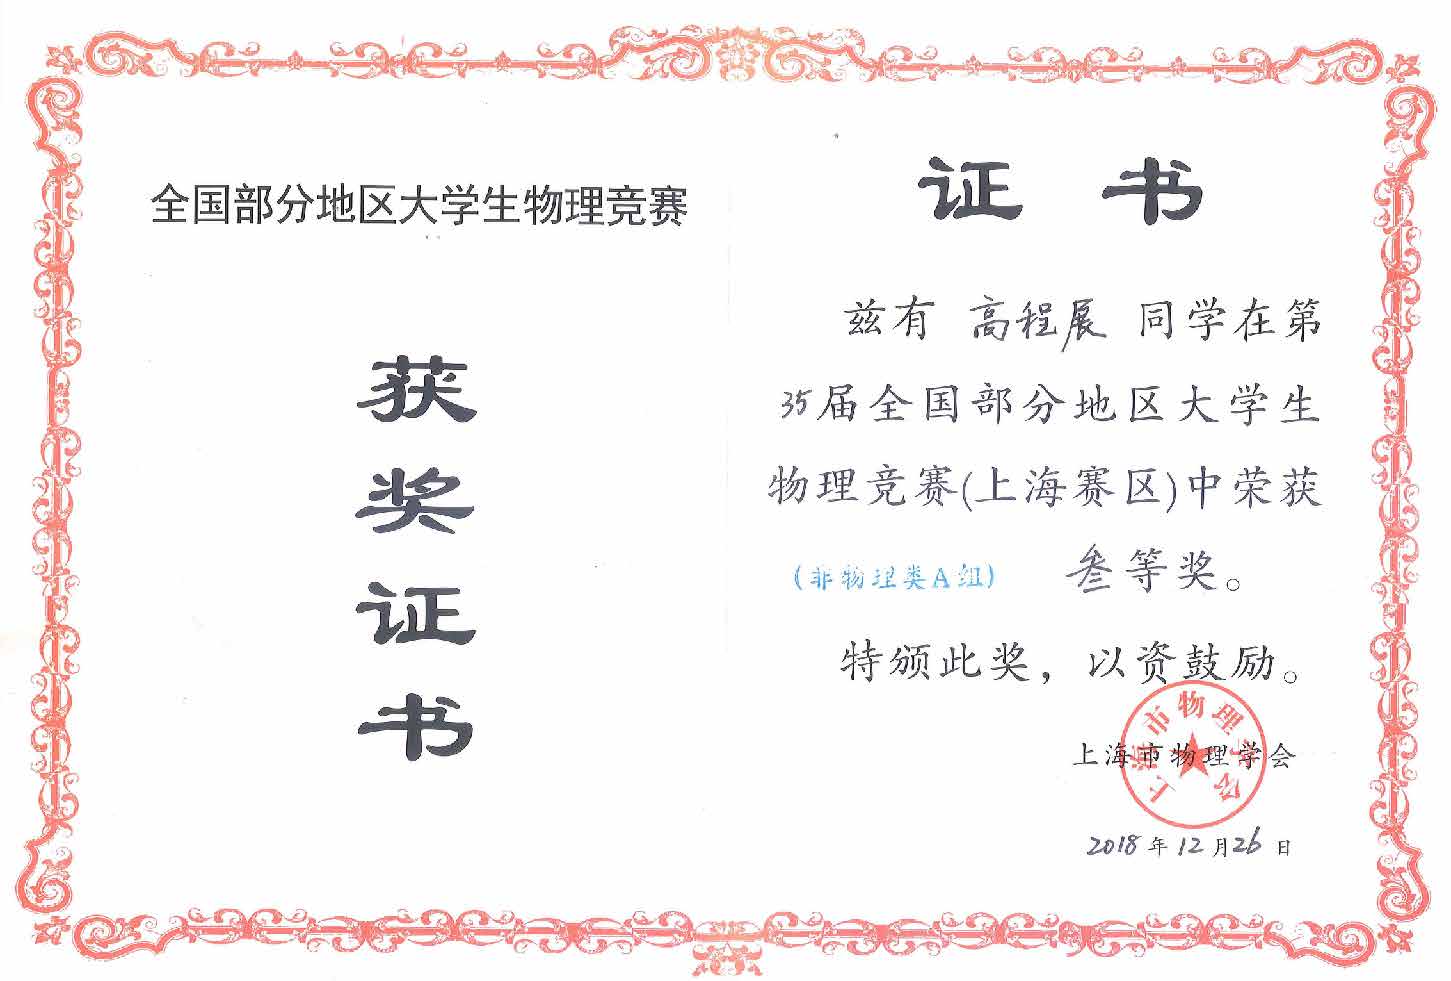 全国部分地区大学生物理竞赛
获
奖
证
书
证 书
兹有 高程展 同学在第
35届全国部分地区大学生
物理竞赛(上海赛区)中荣获
(非物理类A组) 叁等奖。
特颁此奖，以资鼓励。
上海市物理学会
上海市物理学会
2018年12月26日